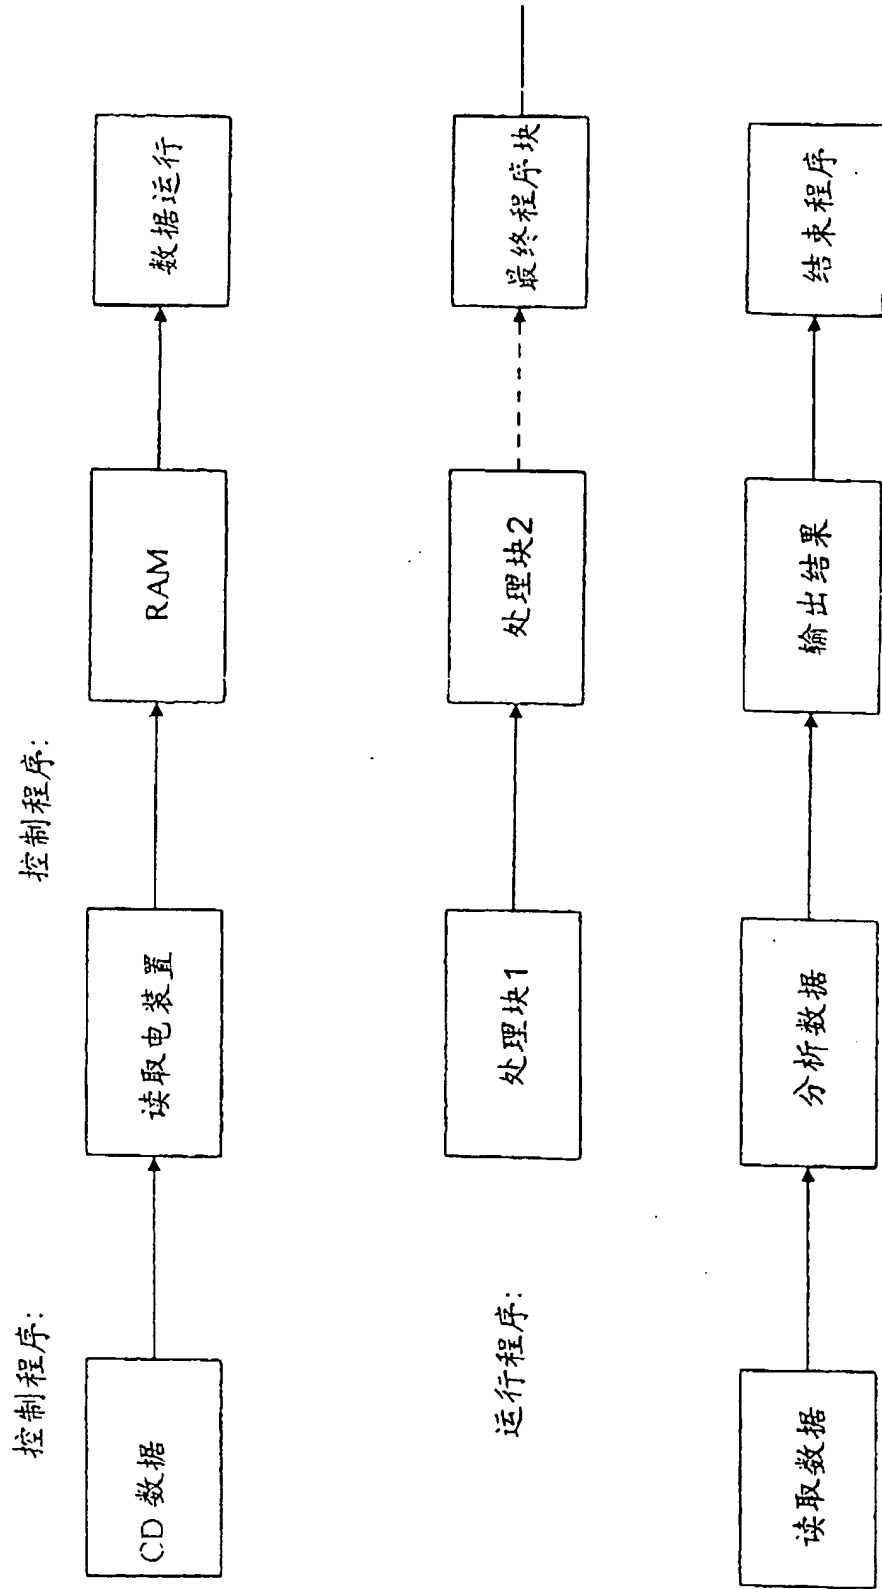 控制程序:
控制程序:
CD 数据
读取电装置
RAM
数据运行
运行程序:
处理块1
处理块2
最终程序块
读取数据
分析数据
输出结果
结束程序